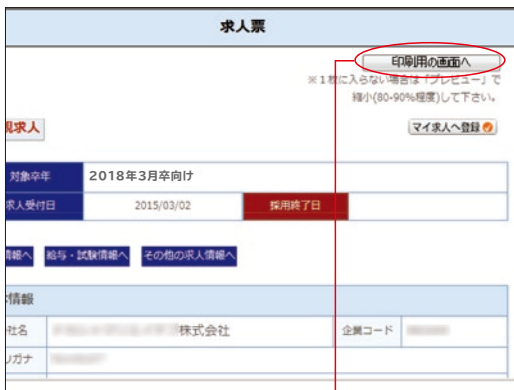 求人票
印刷用の画面へ
※1枚に入らない場合は「プレビュー」で
縮小(80-90%程度)して下さい。
現求人
マイ求人へ登録
対象卒年 2018年3月卒向け
求人受付日 2015/03/02 採用終了日
情報へ 給与・試験情報へ その他の求人情報へ
情報
社名 株式会社 企業コード
リガナ